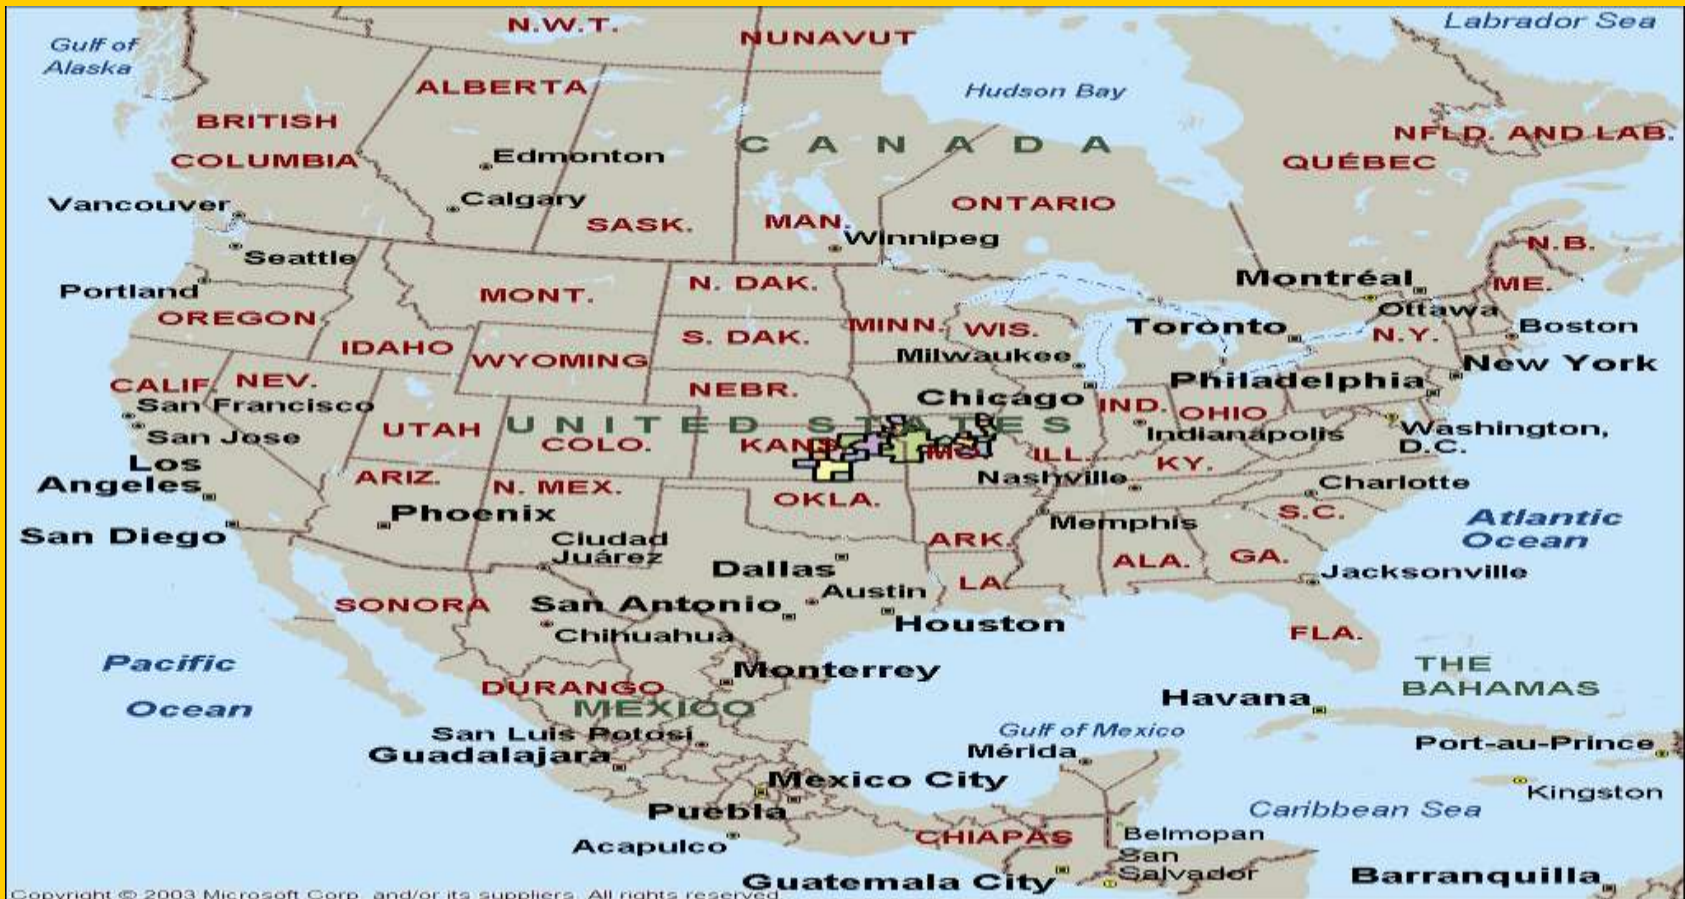 N.W.T.
NUNAVUT
Labrador Sea
Gulf of
Alaska
ALBERTA
Hudson Bay
BRITISH
COLUMBIA
CANADA
NFLD. AND LAB.
QUÉBEC
Edmonton
Calgary
Vancouver
SASK.
MAN.
ONTARIO
Winnipeg
N.B.
Seattle
Portland
OREGON
MONT.
N. DAK.
Montréal
ME.
Ottawa
IDAHO
WYOMING
S. DAK.
MINN.
WIS.
Toronto
N.Y.
Boston
Milwaukee
New York
CALIF.
NEV.
NEBR.
Chicago
Philadelphia
San Francisco
San Jose
UTAH
UNITED STATES
COLO.
KANS.
MO.
ILL.
IND.
OHIO
Indianapolis
Washington,
D.C.
Los
Angeles
ARIZ.
N. MEX.
OKLA.
KY.
Nashville
Charlotte
San Diego
Phoenix
Memphis
S.C.
Atlantic
Ocean
Ciudad
Juárez
ARK.
ALA.
GA.
Dallas
LA.
Jacksonville
SONORA
San Antonio
Austin
Houston
Chihuahua
FLA.
Pacific
Ocean
Monterrey
THE
BAHAMAS
DURANGO
MEXICO
Havana
San Luis Potosí
Guadalajara
Gulf of Mexico
Mérida
Port-au-Prince
Mexico City
Puebla
Kingston
Caribbean Sea
Acapulco
CHIAPAS
Belmopan
San
Salvador
Guatemala City
Barranquilla
Copyright © 2003 Microsoft Corp. and/or its suppliers. All rights reserved.